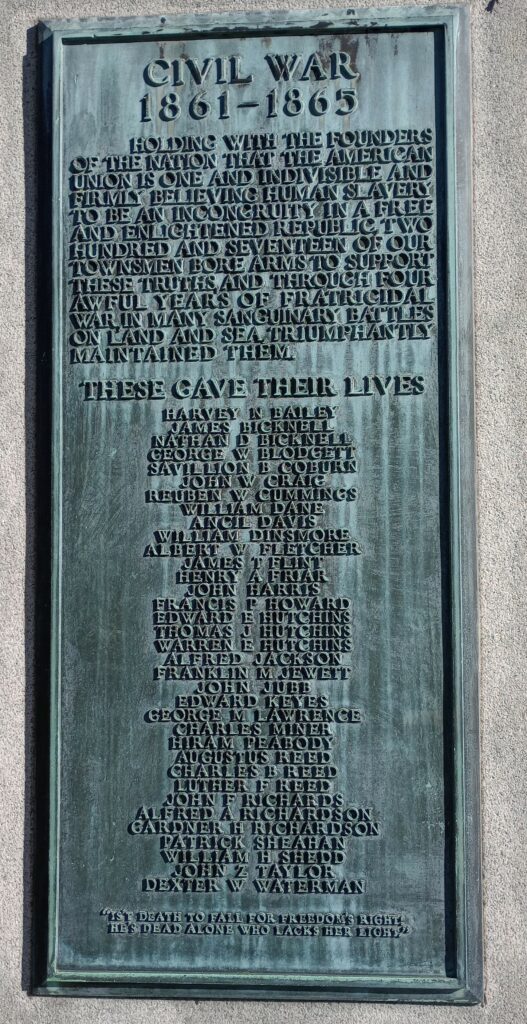 CIVIL WAR
1861-1865
HOLDING WITH THE FOUNDERS
OF THE NATION THAT THE AMERICAN
UNION IS ONE AND INDIVISIBLE AND
FIRMLY BELIEVING HUMAN SLAVERY
TO BE AN INCONGRUITY IN A FREE
AND ENLIGHTENED REPUBLIC, TWO
HUNDRED AND SEVENTEEN OF OUR
TOWNSMEN BORE ARMS TO SUPPORT
THESE TRUTHS, AND THROUGH FOUR
AWFUL YEARS OF FRATRICIDAL
WAR, IN MANY SANGUINARY BATTLES
ON LAND AND SEA, TRIUMPHANTLY
MAINTAINED THEM.
THESE GAVE THEIR LIVES
HARVEY N BAILEY
JAMES BICKNELL
NATHAN D BICKNELL
GEORGE W BLODGETT
SAVILLION B COBURN
JOHN W CRAIG
REUBEN W CUMMINGS
WILLIAM DANE
ANCIL DAVIS
WILLIAM DINSMORE
ALBERT W FLETCHER
JAMES T FLINT
HENRY A FRIAR
JOHN HARRIS
FRANCIS P HOWARD
EDWARD E HUTCHINS
THOMAS J HUTCHINS
WARREN E HUTCHINS
ALFRED JACKSON
FRANKLIN M JEWETT
JOHN JUBB
EDWARD KEYES
GEORGE M LAWRENCE
CHARLES MINER
HIRAM PEABODY
AUGUSTUS REED
CHARLES B REED
LUTHER F REED
JOHN F RICHARDS
ALFRED A RICHARDSON
GARDNER H RICHARDSON
PATRICK SHEAHAN
WILLIAM H SHEDD
JOHN Z TAYLOR
DEXTER W WATERMAN
"IS'T DEATH TO FALL FOR FREEDOM'S RIGHT?
HE'S DEAD ALONE WHO LACKS HER LIGHT"